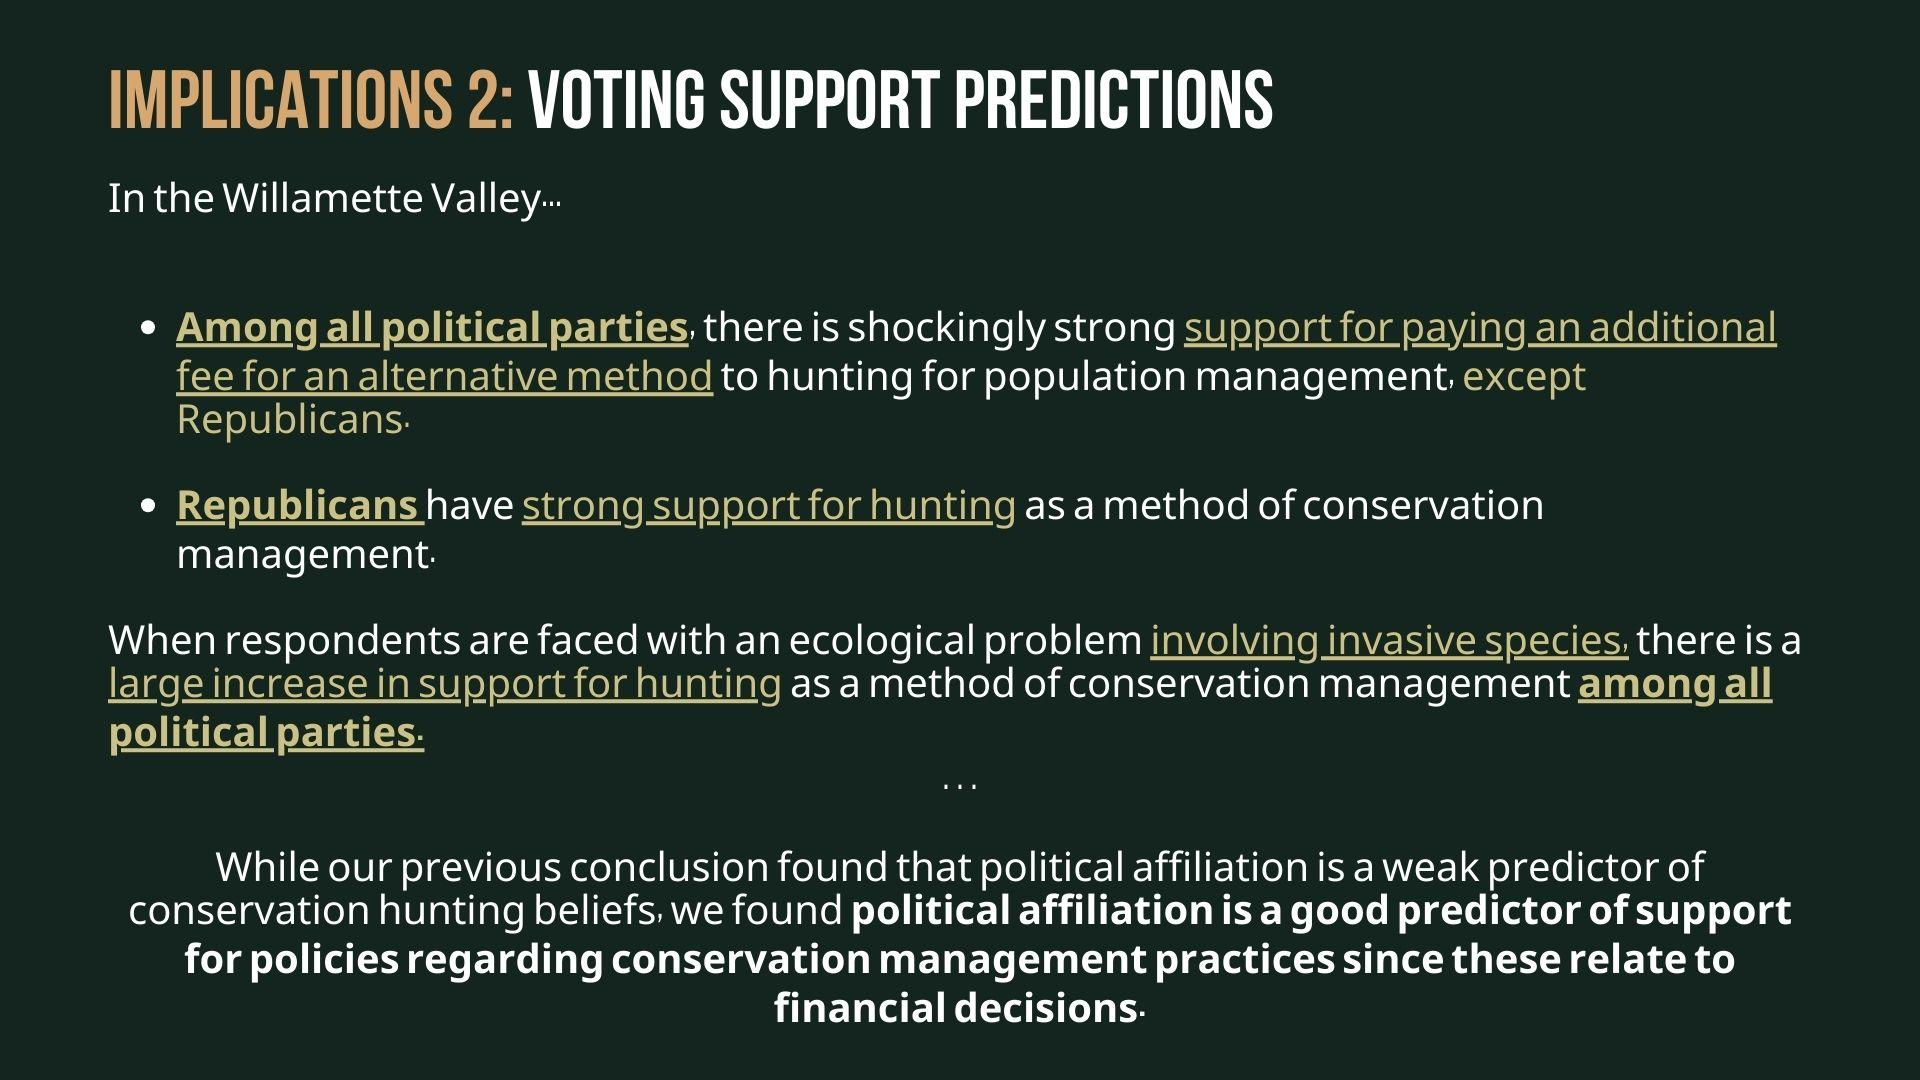 IMPLICATIONS 2: VOTING SUPPORT PREDICTIONS
In the Willamette Valley...
• Among all political parties, there is shockingly strong support for paying an additional
fee for an alternative method to hunting for population management, except
Republicans.
• Republicans have strong support for hunting as a method of conservation
management.
When respondents are faced with an ecological problem involving invasive species, there is a
large increase in support for hunting as a method of conservation management among all
political parties.
...
While our previous conclusion found that political affiliation is a weak predictor of
conservation hunting beliefs, we found political affiliation is a good predictor of support
for policies regarding conservation management practices since these relate to
financial decisions.